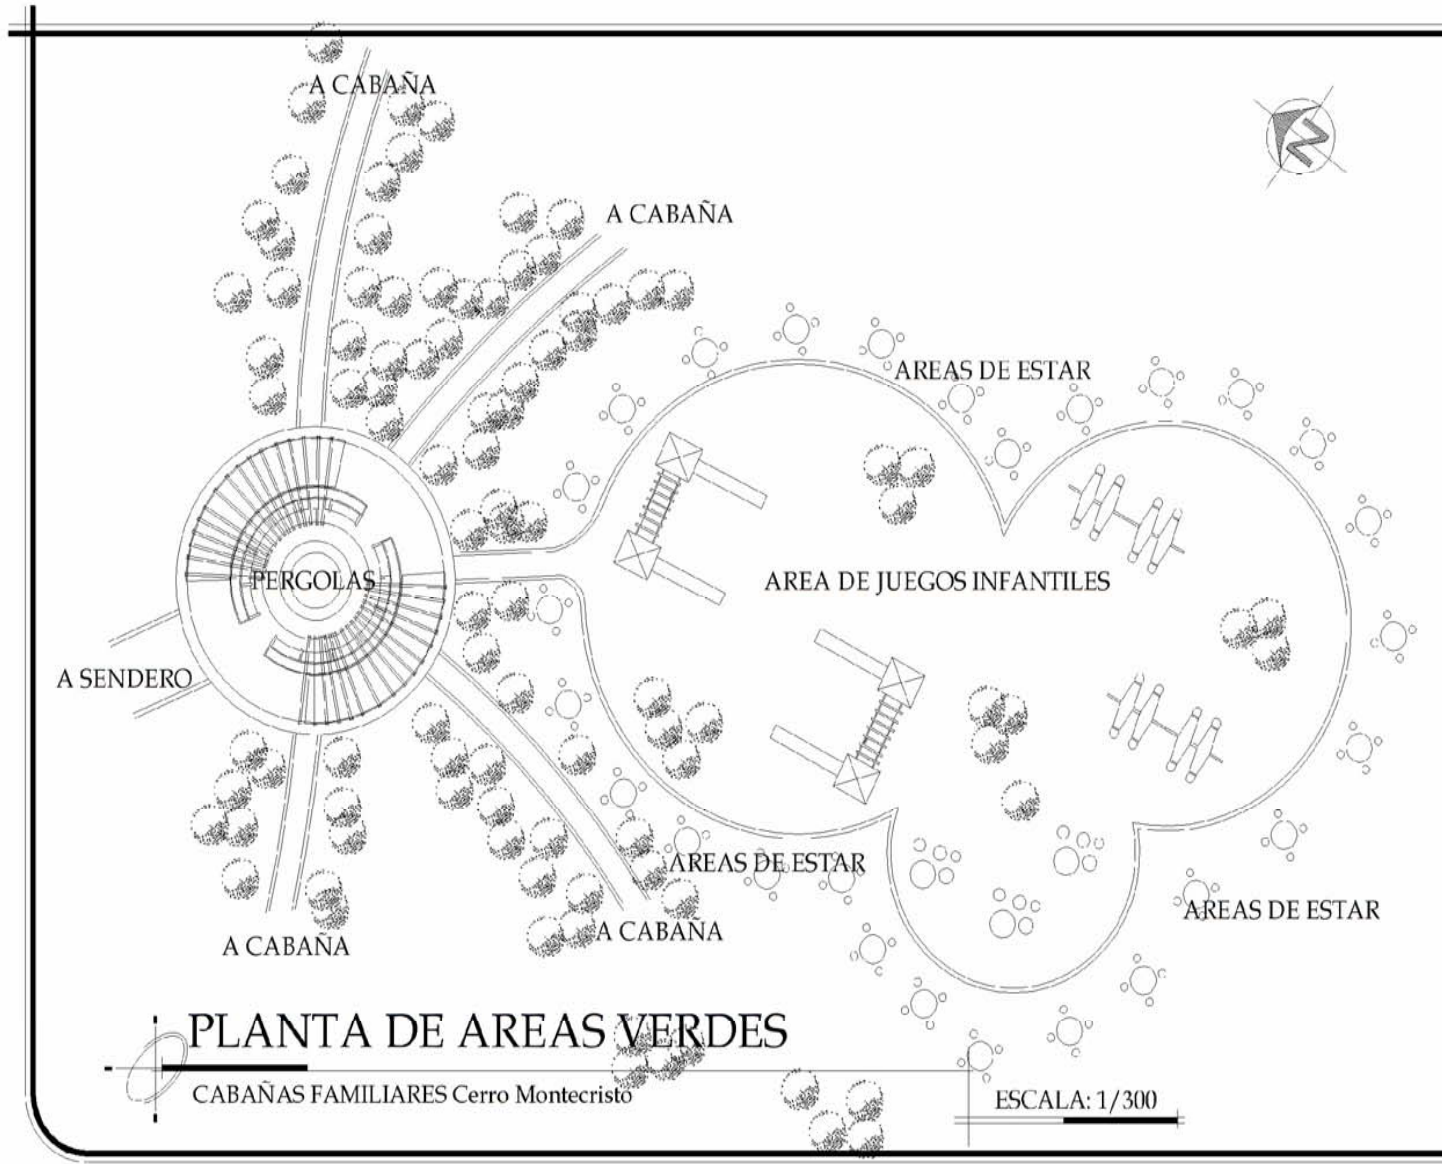 A CABAÑA
A CABAÑA
N
AREAS DE ESTAR
PERGOLAS
AREA DE JUEGOS INFANTILES
A SENDERO
AREAS DE ESTAR
AREAS DE ESTAR
A CABAÑA
A CABAÑA
PLANTA DE AREAS VERDES
CABAÑAS FAMILIARES Cerro Montecristo
ESCALA: 1/300